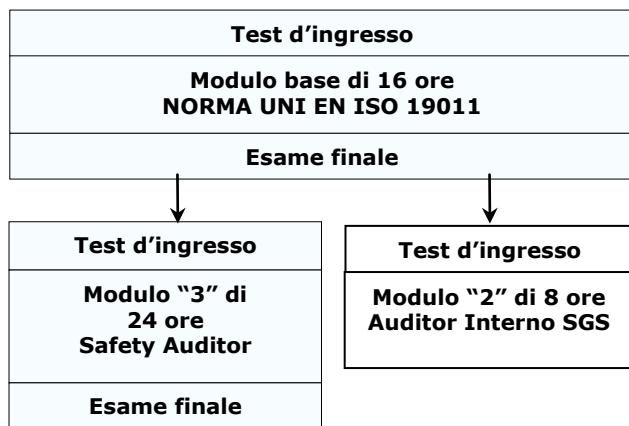 Test d’ingresso
Modulo base di 16 ore
NORMA UNI EN ISO 19011
Esame finale
Test d’ingresso
Modulo “3” di
24 ore
Safety Auditor
Esame finale
Test d’ingresso
Modulo “2” di 8 ore
Auditor Interno SGS